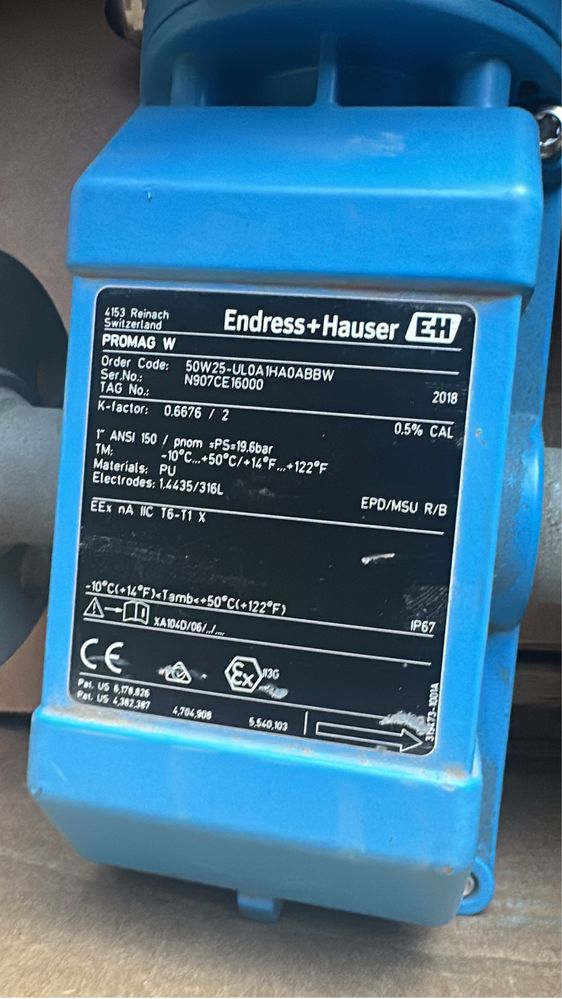 4153 Reinach
Switzerland
Endress+Hauser EH
PROMAG W
Order Code: 50W25-UL0A1HA0ABBW
Ser.No.: N907CE16000
TAG No.:
2018
K-factor: 0.6676 / 2
0.5% CAL
1" ANSI 150 / pnom =PS=19.6bar
TM: -10°C...+50°C/+14°F...+122°F
Materials: PU
Electrodes: 1.4435/316L
EPD/MSU R/B
EEx nA IIC T6-T1 X
-10°C(+14°F)<Tamb<+50°C(+122°F)
IP67
XA104D/06/../....
CE
Ex II3G
Pat. US 6,178,826
Pat. US 4,382,387 4,704,908 5,540,103